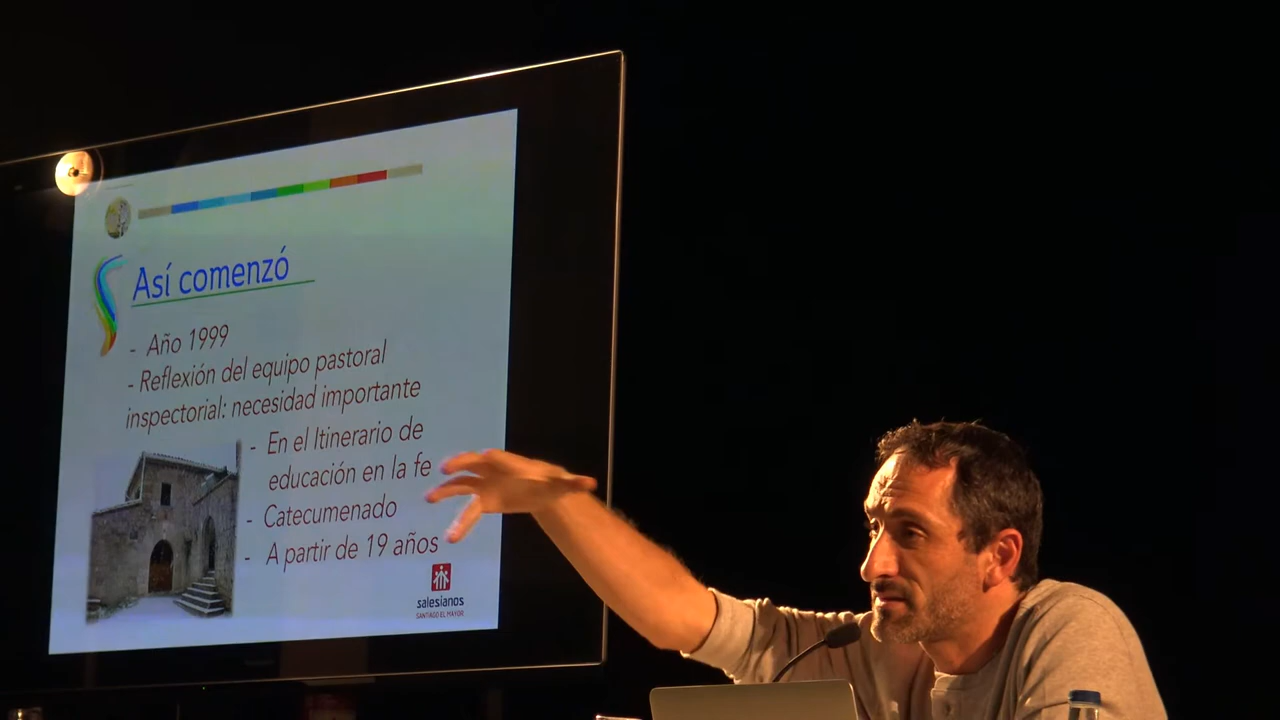 Así comenzó
- Año 1999
- Reflexión del equipo pastoral
inspectorial: necesidad importante
- En el Itinerario de
educación en la fe
- Catecumenado
- A partir de 19 años
salesianos
SANTIAGO EL MAYOR